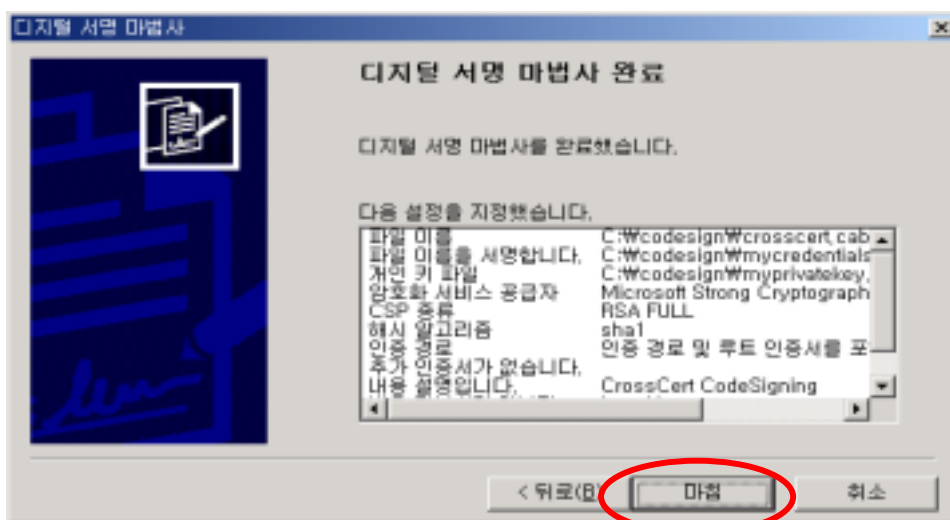 디지털 서명 마법사
디지털 서명 마법사 완료
디지털 서명 마법사를 완료했습니다.
다음 설정을 지정했습니다.
파일 이름 C:₩codesign₩crosscert.cab
파일 이름을 서명합니다. C:₩codesign₩mycredentials
개인 키 파일 C:₩codesign₩myprivatekey.
암호화 서비스 공급자 Microsoft Strong Cryptograph
CSP 종류 RSA FULL
해시 알고리즘 sha1
인증 경로 인증 경로 및 루트 인증서를 포
추가 인증서가 없습니다.
내용 설명입니다. CrossCert CodeSigning
< 뒤로(B) 마침 취소